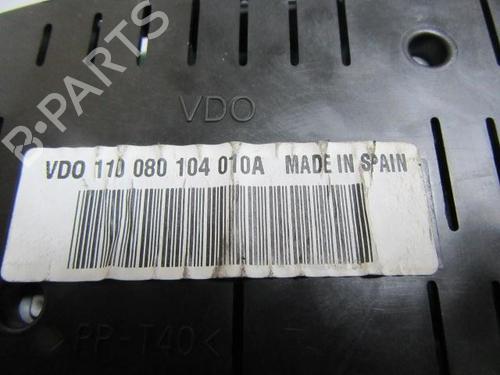 B-PARTS
VDO
VDO 110 080 104 010A MADE IN SPAIN
> PP-T40 <